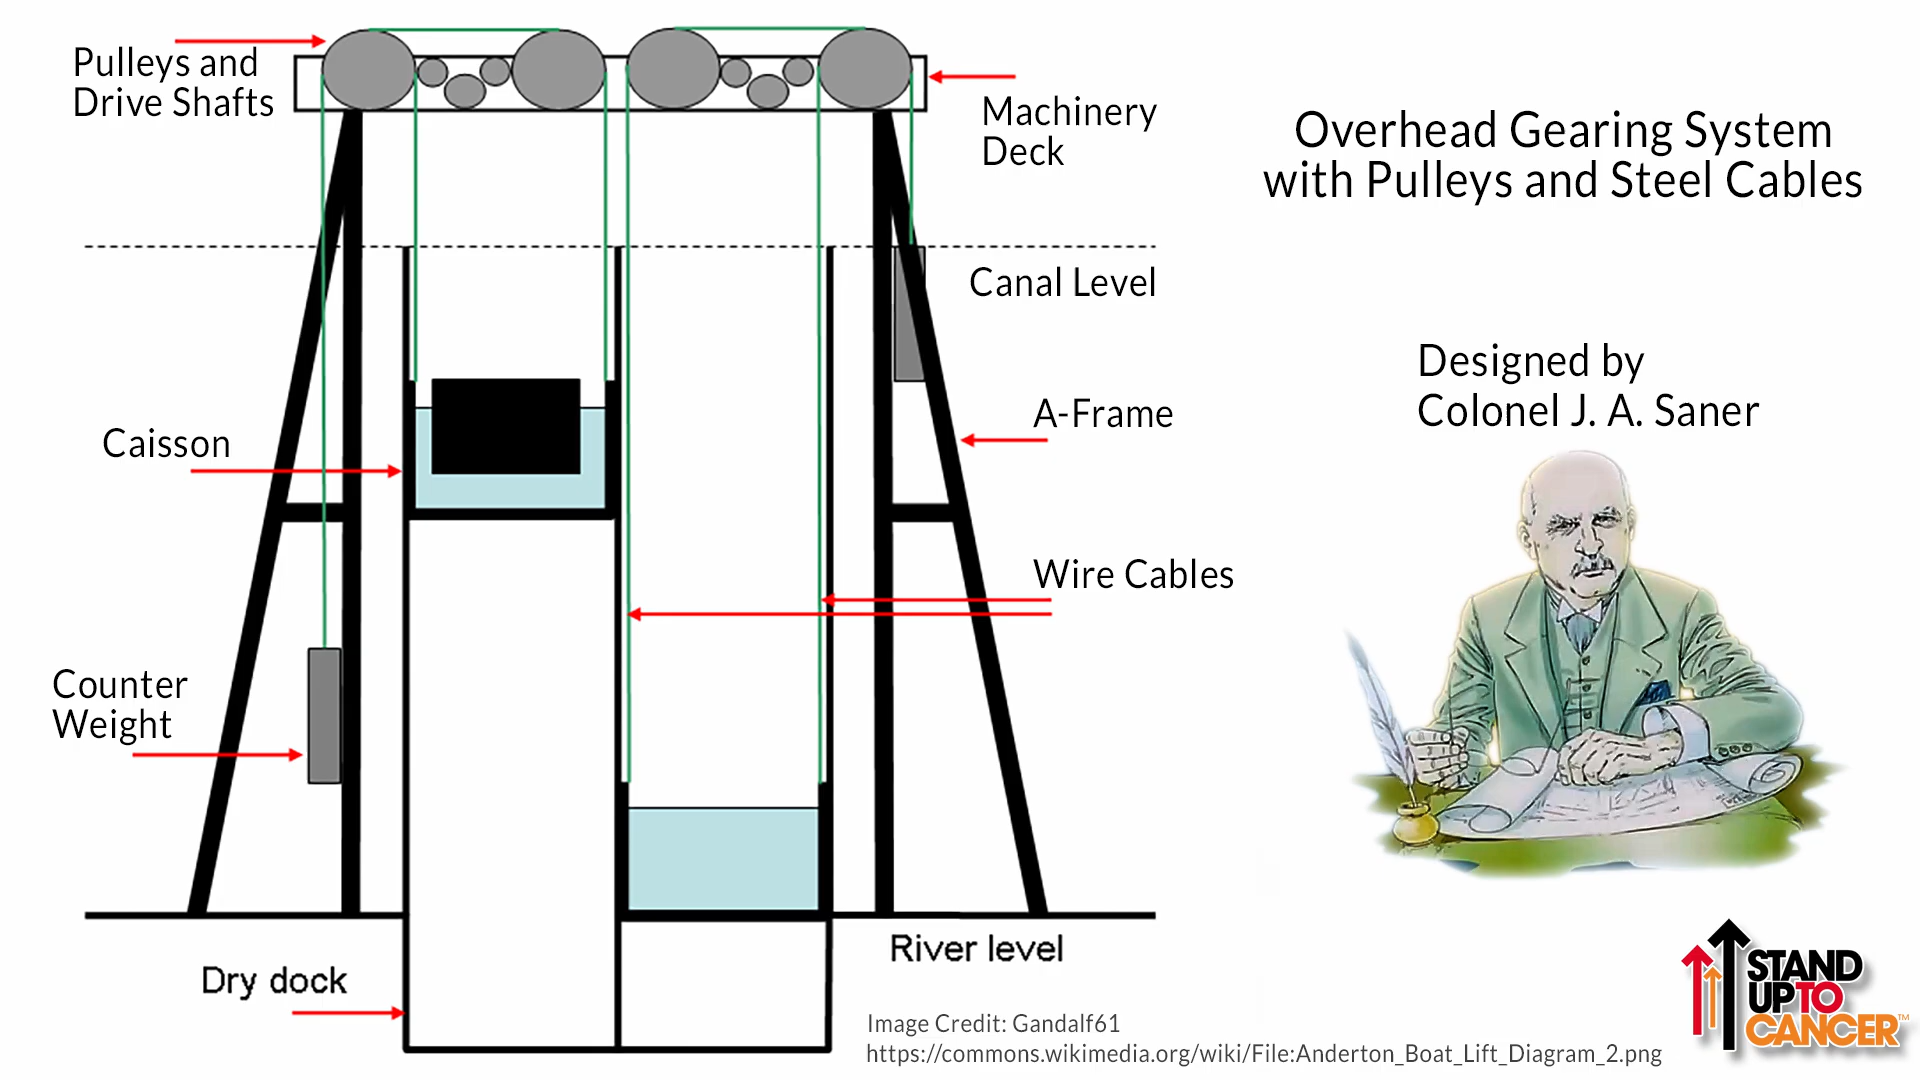 Pulleys and
Drive Shafts
Machinery
Deck
Overhead Gearing System
with Pulleys and Steel Cables
Canal Level
Designed by
Colonel J. A. Saner
A-Frame
Caisson
Wire Cables
Counter
Weight
River level
Dry dock
Image Credit: Gandalf61
https://commons.wikimedia.org/wiki/File:Anderton_Boat_Lift_Diagram_2.png
STAND
UP TO
CANCER™